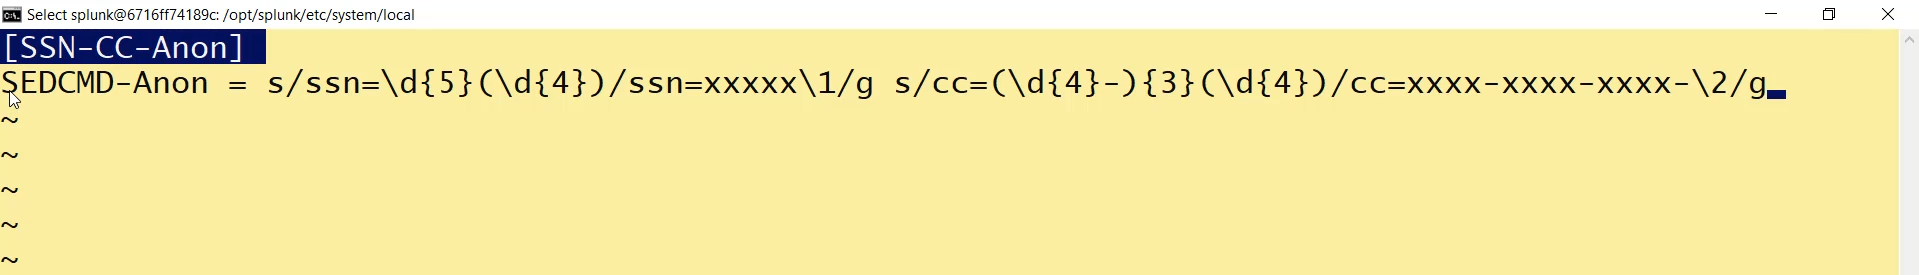 Select splunk@6716ff74189c: /opt/splunk/etc/system/local
[SSN-CC-Anon]
SEDCMD-Anon = s/ssn=\d{5}(\d{4})/ssn=xxxxx\1/g s/cc=(\d{4}-){3}(\d{4})/cc=xxxx-xxxx-xxxx-\2/g
~
~
~
~
~